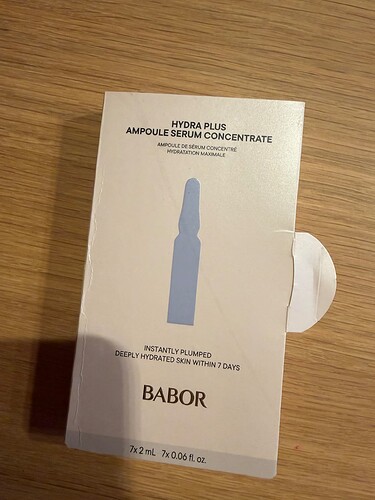 HYDRA PLUS
AMPOULE SERUM CONCENTRATE
AMPOULE DE SÉRUM CONCENTRÉ
HYDRATATION MAXIMALE
INSTANTLY PLUMPED
DEEPLY HYDRATED SKIN WITHIN 7 DAYS
BABOR
7x 2 mL 7x 0.06 fl. oz.